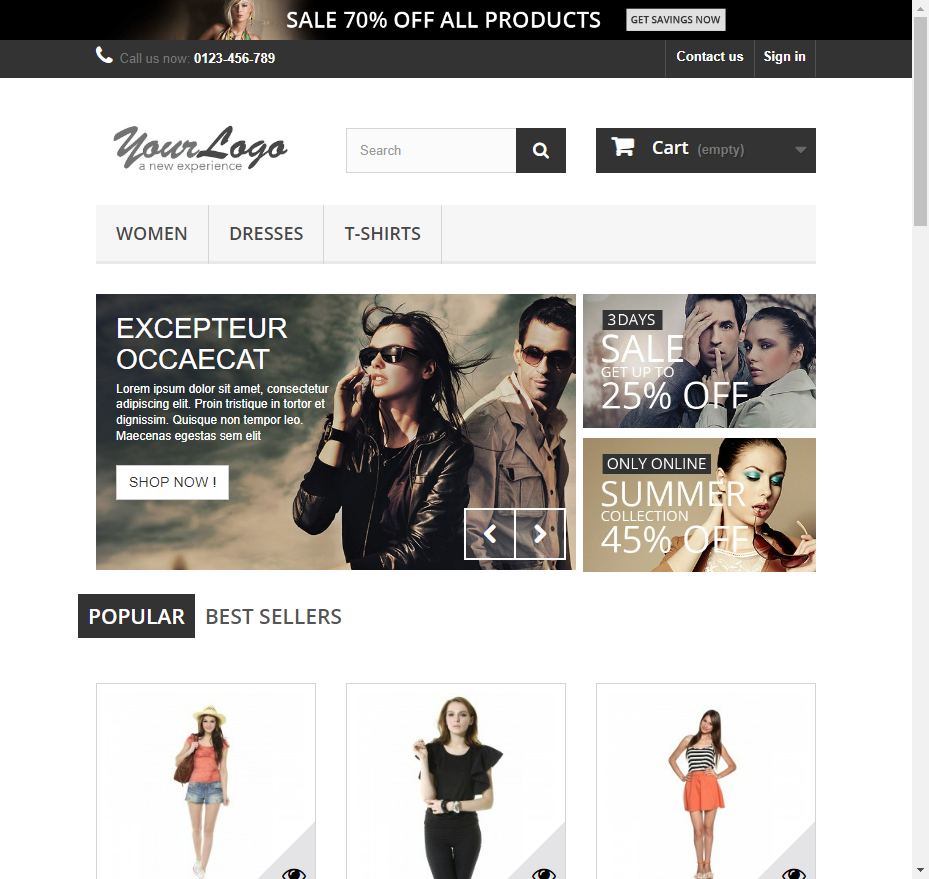 SALE 70% OFF ALL PRODUCTS GET SAVINGS NOW
Call us now: 0123-456-789 Contact us Sign in
YourLogo
a new experience
Search
Cart (empty)
WOMEN DRESSES T-SHIRTS
EXCEPTEUR
OCCAECAT
Lorem ipsum dolor sit amet, consectetur
adipiscing elit. Proin tristique in tortor et
dignissim. Quisque non tempor leo.
Maecenas egestas sem elit
SHOP NOW !
3 DAYS
SALE
GET UP TO
25% OFF
ONLY ONLINE
SUMMER
COLLECTION
45% OFF
POPULAR BEST SELLERS